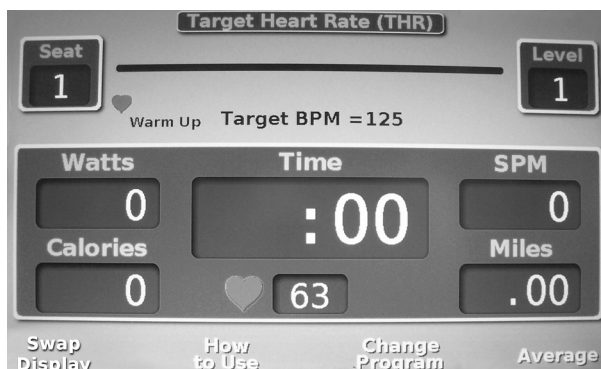 Target Heart Rate (THR)
Seat
1
Level
1
Warm Up Target BPM =125
Watts
0
Time
:00
SPM
0
Calories
0
63
Miles
.00
Swap
Display
How
to Use
Change
Program
Average